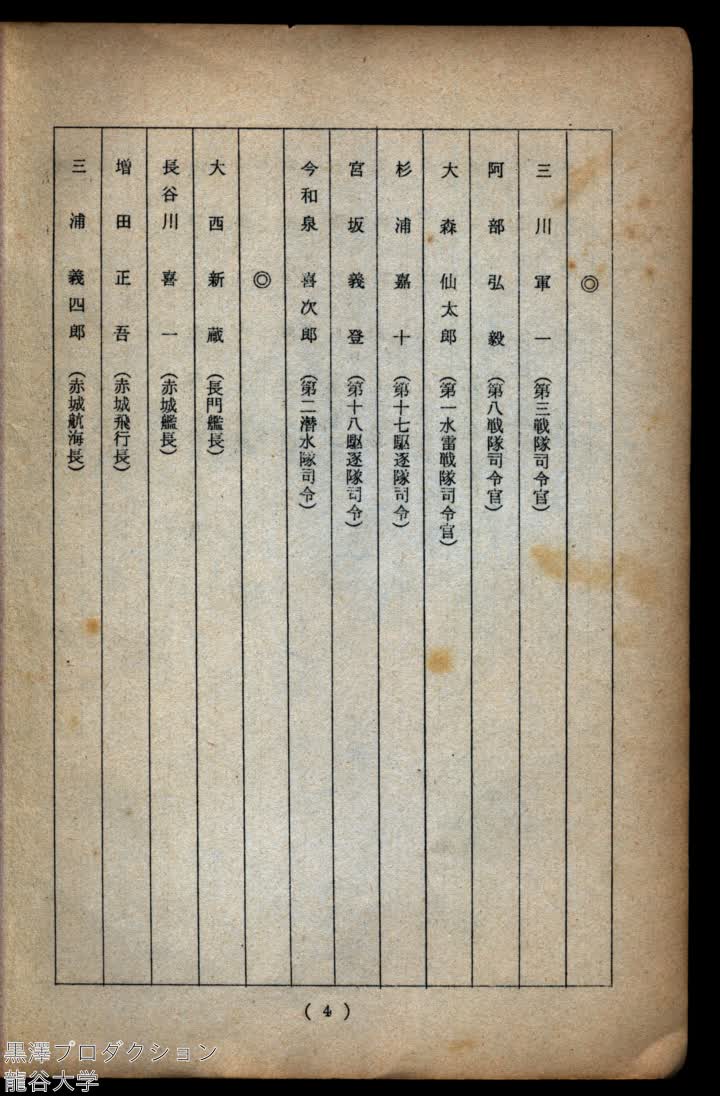 ◎
三川軍一（第三戦隊司令官）
阿部弘毅（第八戦隊司令官）
大森仙太郎（第一水雷戦隊司令官）
杉浦嘉十（第十七駆逐隊司令）
宮坂義登（第十八駆逐隊司令）
今和泉喜次郎（第二潜水隊司令）
◎
大西新蔵（長門艦長）
長谷川喜一（赤城艦長）
増田正吾（赤城飛行長）
三浦義四郎（赤城航海長）
（4）
黒澤プロダクション
龍谷大学